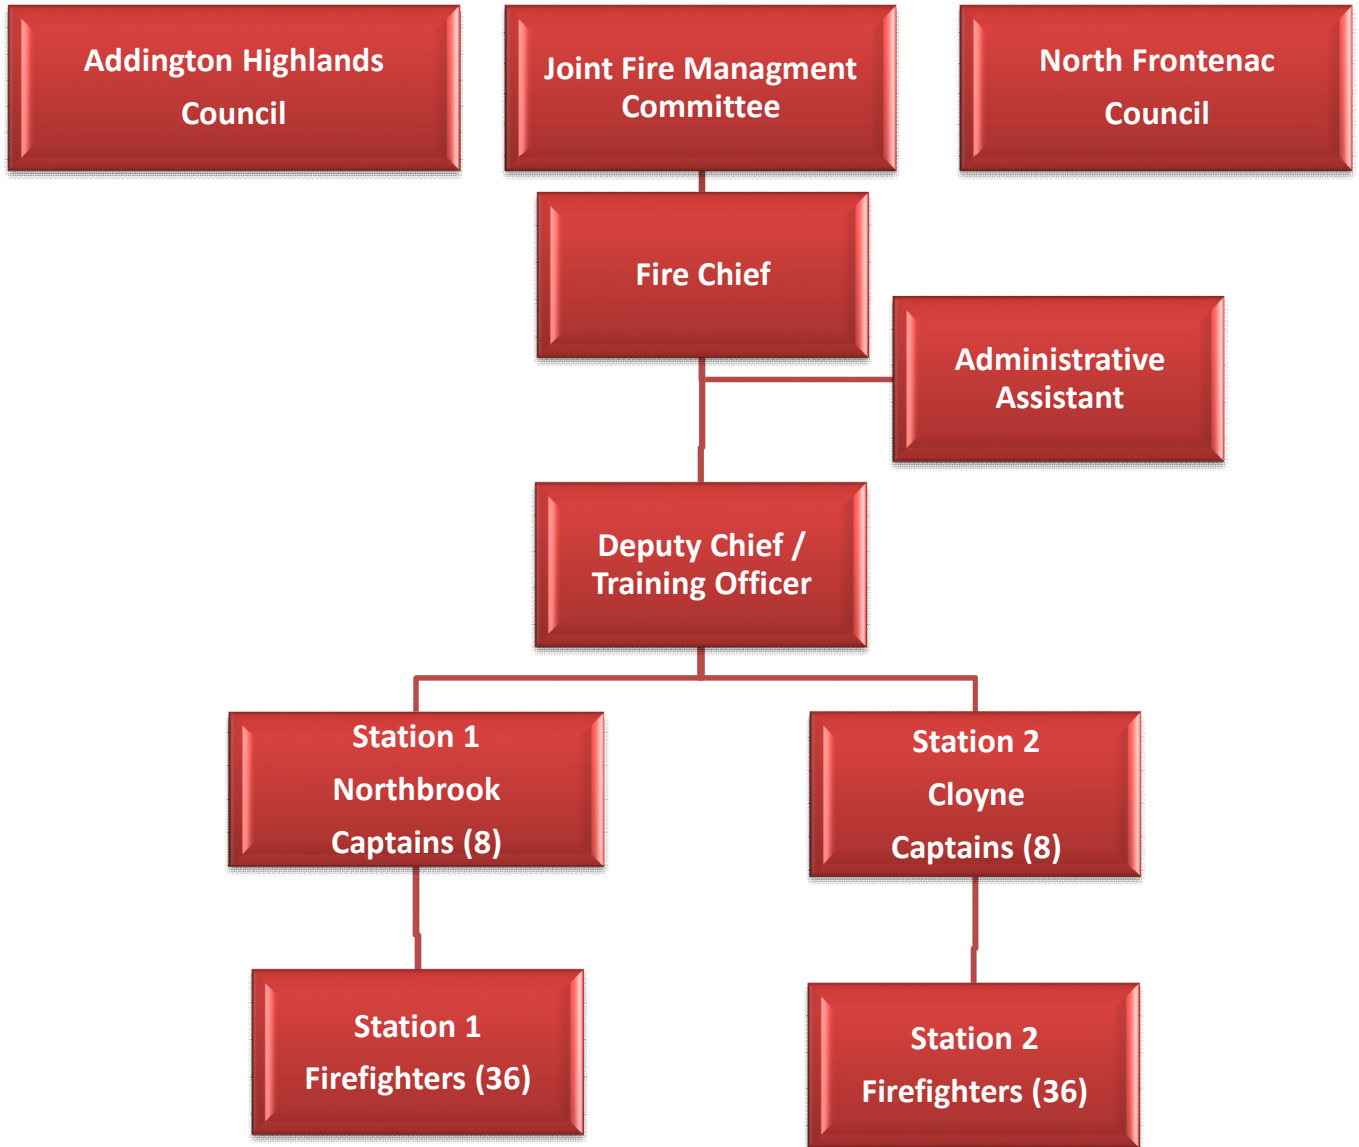 Addington Highlands
Council
Joint Fire Managment
Committee
North Frontenac
Council
Fire Chief
Administrative
Assistant
Deputy Chief /
Training Officer
Station 1
Northbrook
Captains (8)
Station 2
Cloyne
Captains (8)
Station 1
Firefighters (36)
Station 2
Firefighters (36)